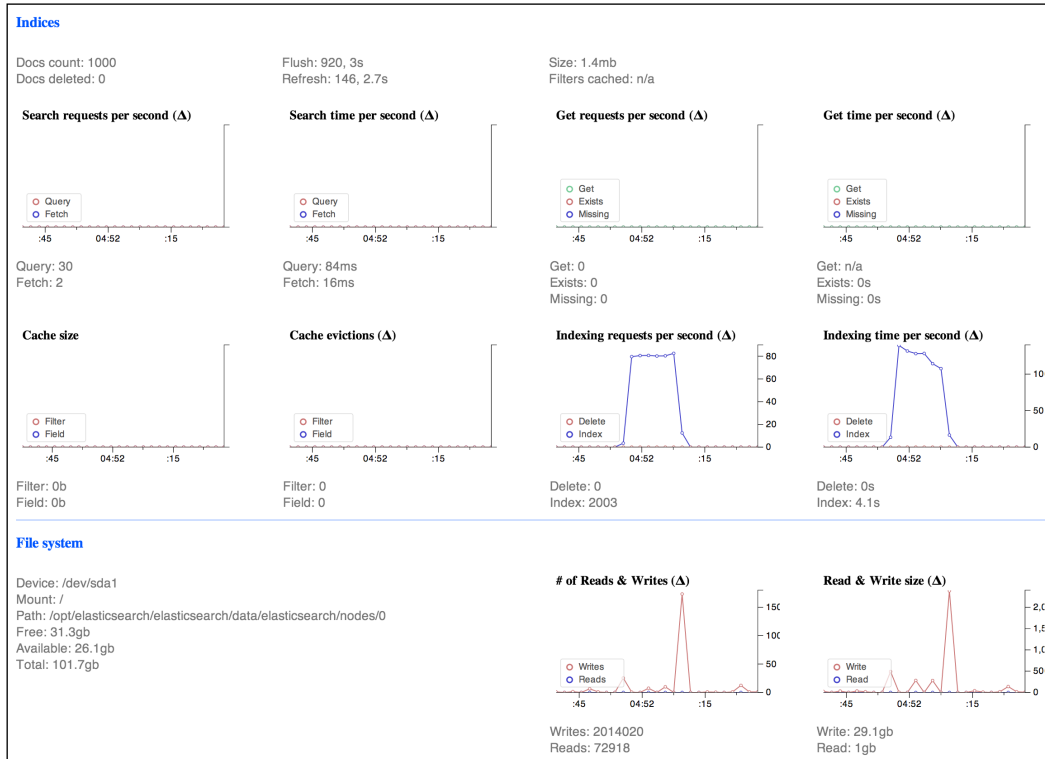 Indices
Docs count: 1000
Docs deleted: 0
Flush: 920, 3s
Refresh: 146, 2.7s
Size: 1.4mb
Filters cached: n/a
Search requests per second (Δ)
Query
Fetch
:45 04:52 :15
Query: 30
Fetch: 2
Search time per second (Δ)
Query
Fetch
:45 04:52 :15
Query: 84ms
Fetch: 16ms
Get requests per second (Δ)
Get
Exists
Missing
:45 04:52 :15
Get: 0
Exists: 0
Missing: 0
Get time per second (Δ)
Get
Exists
Missing
:45 04:52 :15
Get: n/a
Exists: 0s
Missing: 0s
Cache size
Filter
Field
:45 04:52 :15
Filter: 0b
Field: 0b
Cache evictions (Δ)
Filter
Field
:45 04:52 :15
Filter: 0
Field: 0
Indexing requests per second (Δ)
80
60
40
20
0
Delete
Index
:45 04:52 :15
Delete: 0
Index: 2003
Indexing time per second (Δ)
10
50
0
Delete
Index
:45 04:52 :15
Delete: 0s
Index: 4.1s
File system
Device: /dev/sda1
Mount: /
Path: /opt/elasticsearch/elasticsearch/data/elasticsearch/nodes/0
Free: 31.3gb
Available: 26.1gb
Total: 101.7gb
# of Reads & Writes (Δ)
150
100
50
0
Writes
Reads
:45 04:52 :15
Writes: 2014020
Reads: 72918
Read & Write size (Δ)
2,0
1,5
1,0
50
0
Write
Read
:45 04:52 :15
Write: 29.1gb
Read: 1gb